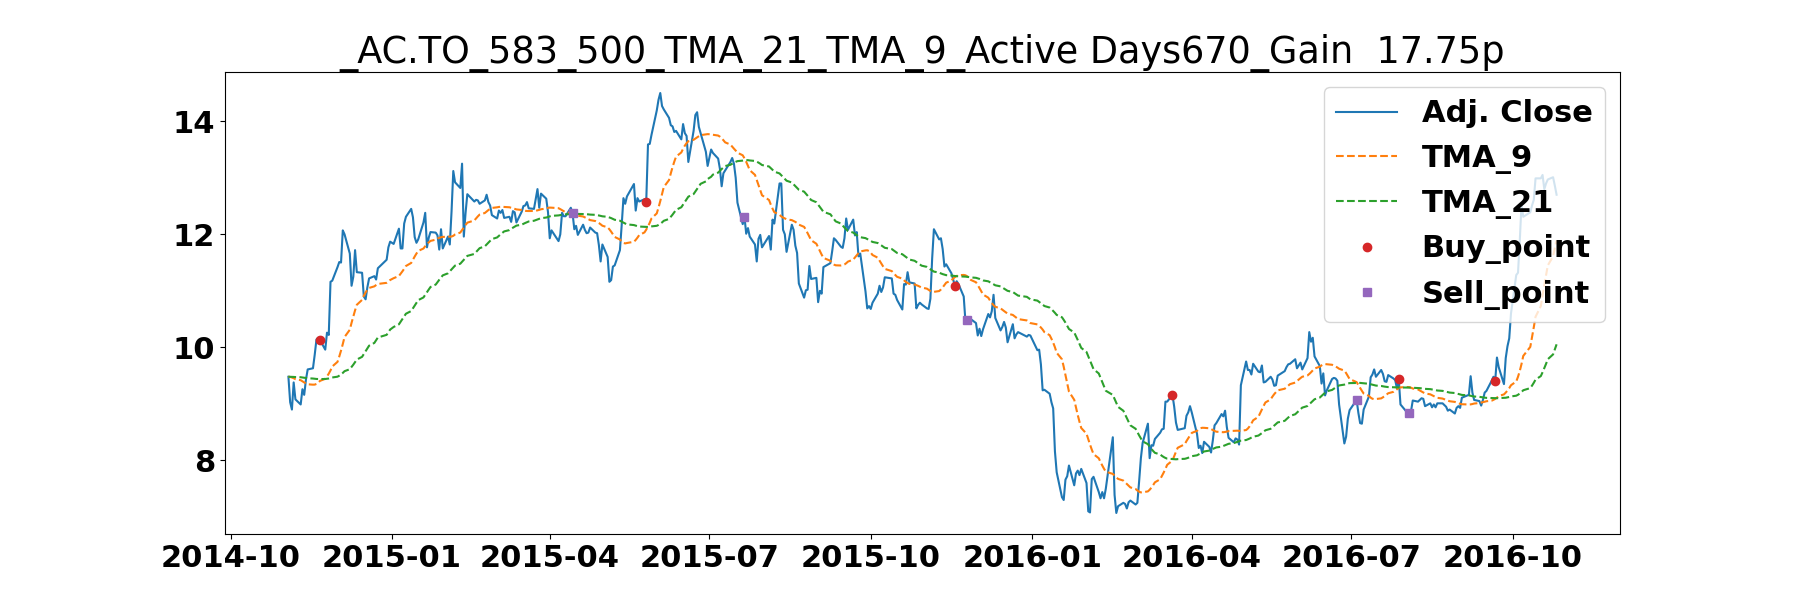 _AC.TO_583_500_TMA_21_TMA_9_Active Days670_Gain  17.75p
Adj. Close
TMA_9
TMA_21
Buy_point
Sell_point
14
12
10
8
2014-10 2015-01 2015-04 2015-07 2015-10 2016-01 2016-04 2016-07 2016-10